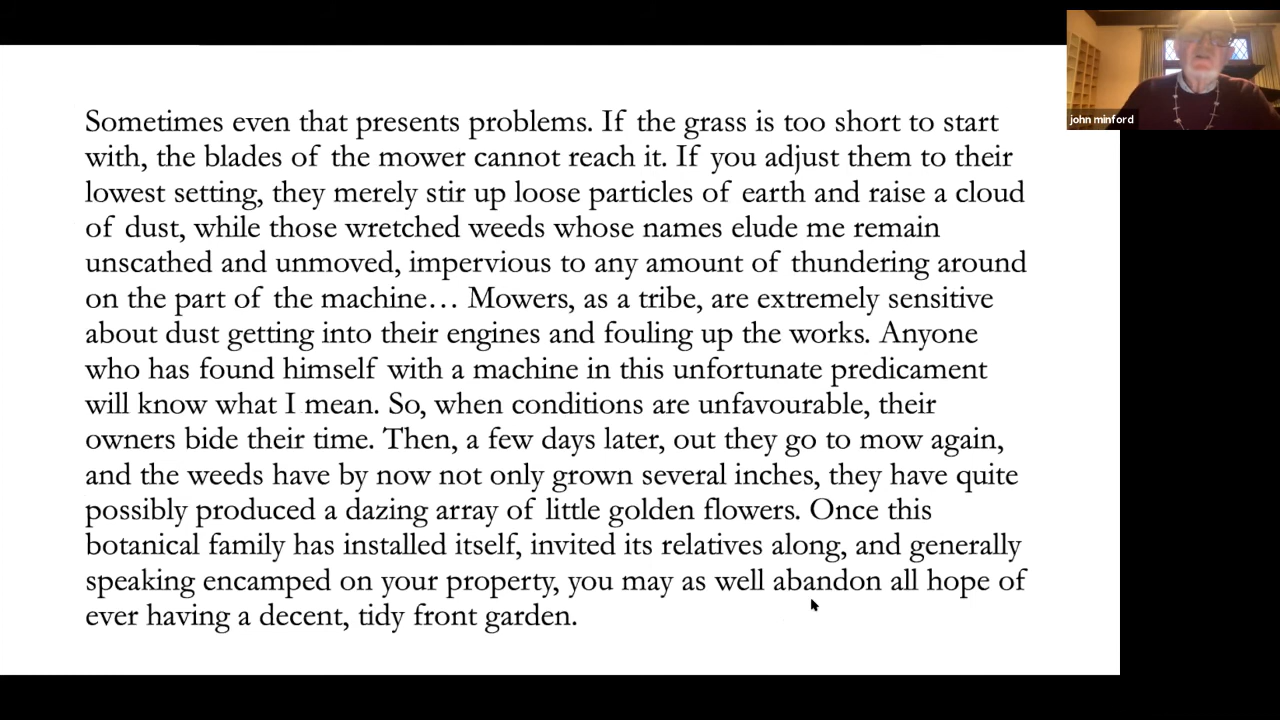 Sometimes even that presents problems. If the grass is too short to start
with, the blades of the mower cannot reach it. If you adjust them to their
lowest setting, they merely stir up loose particles of earth and raise a cloud
of dust, while those wretched weeds whose names elude me remain
unscathed and unmoved, impervious to any amount of thundering around
on the part of the machine… Mowers, as a tribe, are extremely sensitive
about dust getting into their engines and fouling up the works. Anyone
who has found himself with a machine in this unfortunate predicament
will know what I mean. So, when conditions are unfavourable, their
owners bide their time. Then, a few days later, out they go to mow again,
and the weeds have by now not only grown several inches, they have quite
possibly produced a dazing array of little golden flowers. Once this
botanical family has installed itself, invited its relatives along, and generally
speaking encamped on your property, you may as well abandon all hope of
ever having a decent, tidy front garden.
john minford